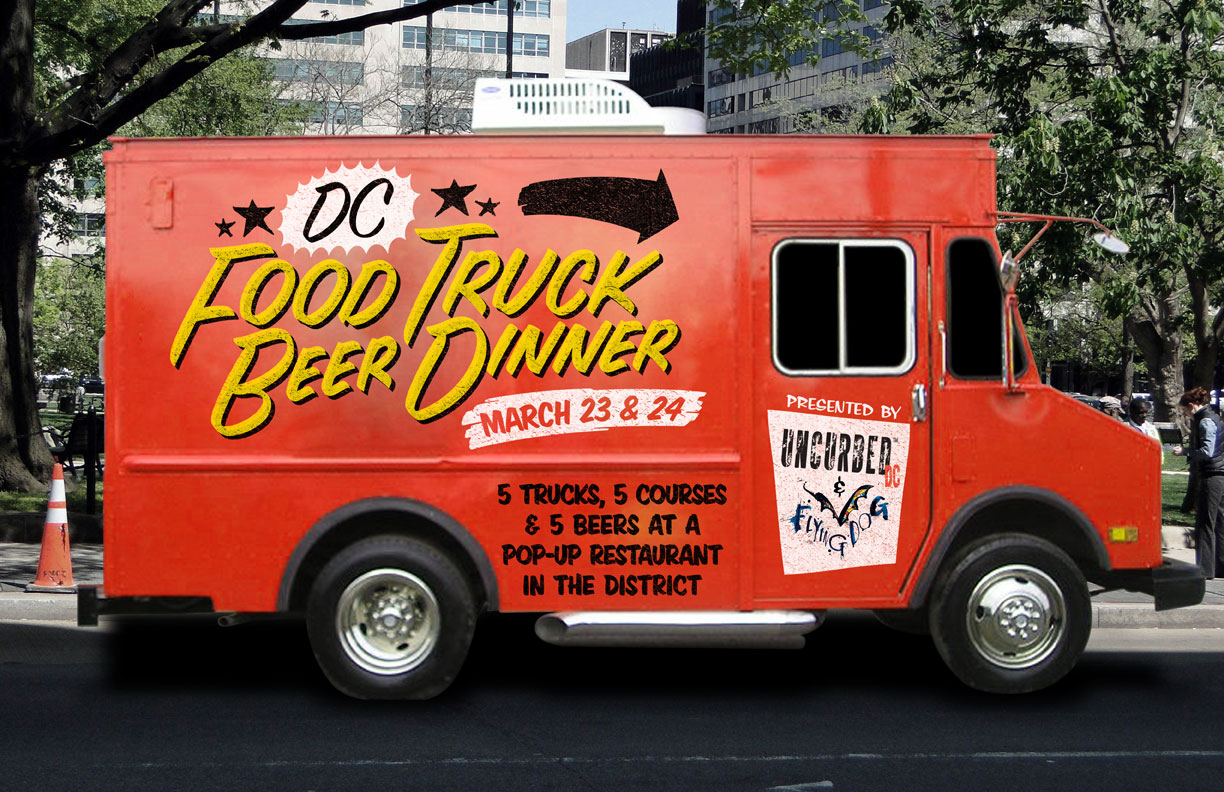 DC
FOOD TRUCK
BEER DINNER
MARCH 23 & 24
5 TRUCKS, 5 COURSES
& 5 BEERS AT A
POP-UP RESTAURANT
IN THE DISTRICT
PRESENTED BY
UNCURBED™
DC
&
FLYING DOG